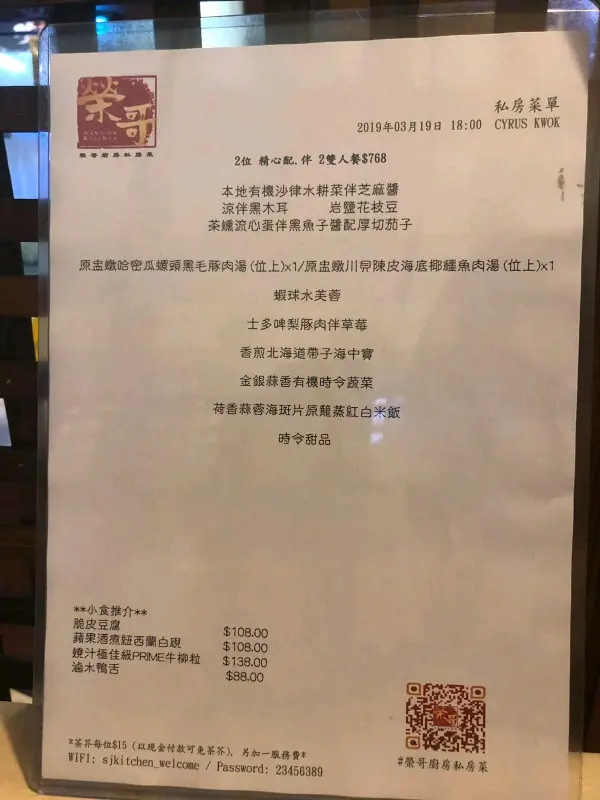 榮哥
WING OR
Kitchen
榮哥廚房私房菜
私房菜單
2019年03月19日 18:00 CYRUS KWOK
2位 精心配.伴 2雙人餐$768
本地有機沙律水耕菜伴芝麻醬
涼伴黑木耳 岩鹽花枝豆
茶燻流心蛋伴黑魚子醬配厚切茄子
原盅燉哈密瓜螺頭黑毛豚肉湯(位上)x1/原盅燉川貝陳皮海底椰鱷魚肉湯(位上)x1
蝦球水芙蓉
士多啤梨豚肉伴草莓
香煎北海道帶子海中寶
金銀蒜香有機時令蔬菜
荷香蒜蓉海斑片原籠蒸紅白米飯
時令甜品
**小食推介**
脆皮豆腐 $108.00
蘋果酒煮紐西蘭白蜆 $108.00
燒汁極佳級PRIME牛柳粒 $138.00
滷水鴨舌 $88.00
*茶芥每位$15 (以現金付款可免茶芥), 另加一服務費*
WIFI: sjkitchen_welcome / Password: 23456389
榮哥
#榮哥廚房私房菜